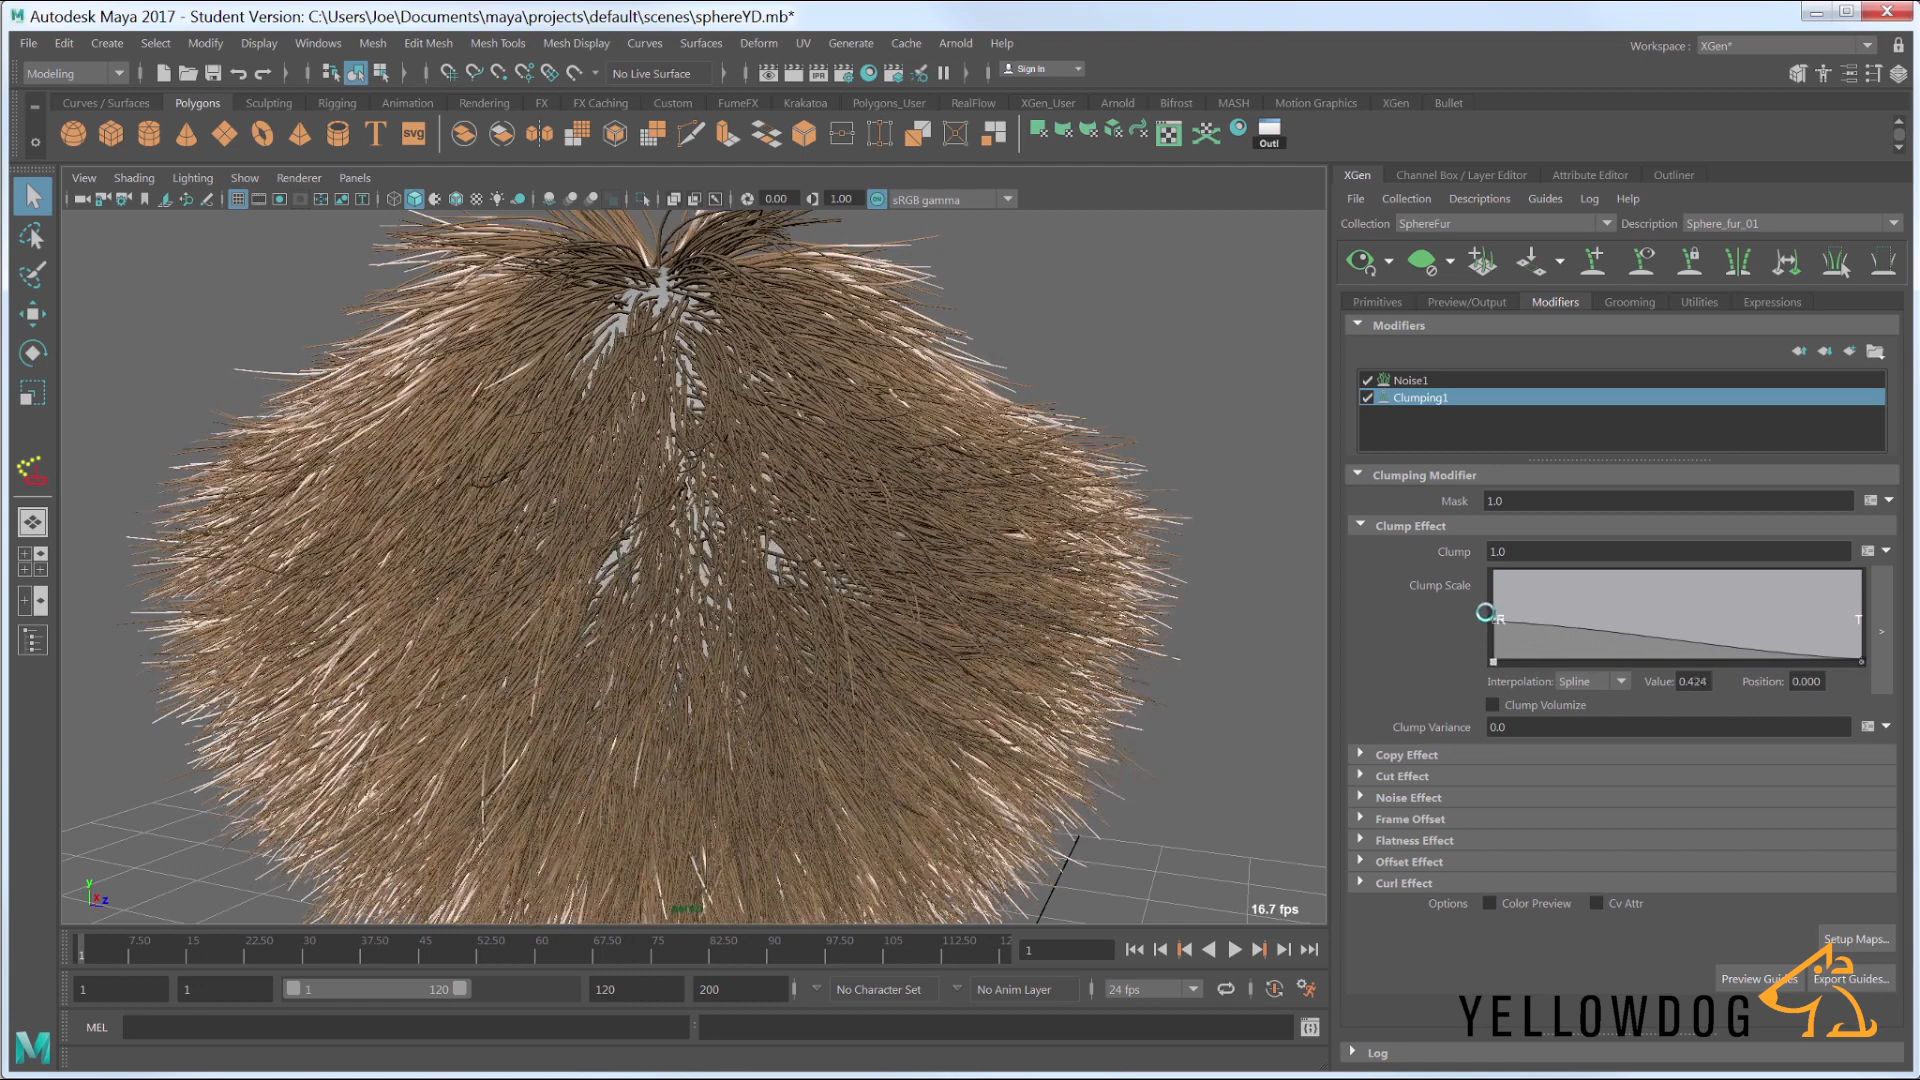 Autodesk Maya 2017 - Student Version: C:\Users\Joe\Documents\maya\projects\default\scenes\sphereYD.mb*
File Edit Create Select Modify Display Windows Mesh Edit Mesh Mesh Tools Mesh Display Curves Surfaces Deform UV Generate Cache Arnold Help
Workspace : XGen*
Modeling No Live Surface IPR Sign In
Curves / Surfaces Polygons Sculpting Rigging Animation Rendering FX FX Caching Custom FumeFX Krakatoa Polygons_User RealFlow XGen_User Arnold Bifrost MASH Motion Graphics XGen Bullet
T svg Outl
View Shading Lighting Show Renderer Panels
0.00 1.00 ON sRGB gamma
persp
16.7 fps
y x z
XGen Channel Box / Layer Editor Attribute Editor Outliner
File Collection Descriptions Guides Log Help
Collection SphereFur Description Sphere_fur_01
Primitives Preview/Output Modifiers Grooming Utilities Expressions
Modifiers
Noise1
Clumping1
Clumping Modifier
Mask 1.0
Clump Effect
Clump 1.0
Clump Scale
R T
>
Interpolation: Spline Value: 0.424 Position: 0.000
Clump Volumize
Clump Variance 0.0
Copy Effect
Cut Effect
Noise Effect
Frame Offset
Flatness Effect
Offset Effect
Curl Effect
Options Color Preview Cv Attr
Setup Maps...
Preview Guides Export Guides...
YELLOWDOG
Log
1 7.50 15 22.50 30 37.50 45 52.50 60 67.50 75 82.50 90 97.50 105 112.50 12
1
1 1 1 120 120 200 No Character Set No Anim Layer 24 fps
MEL